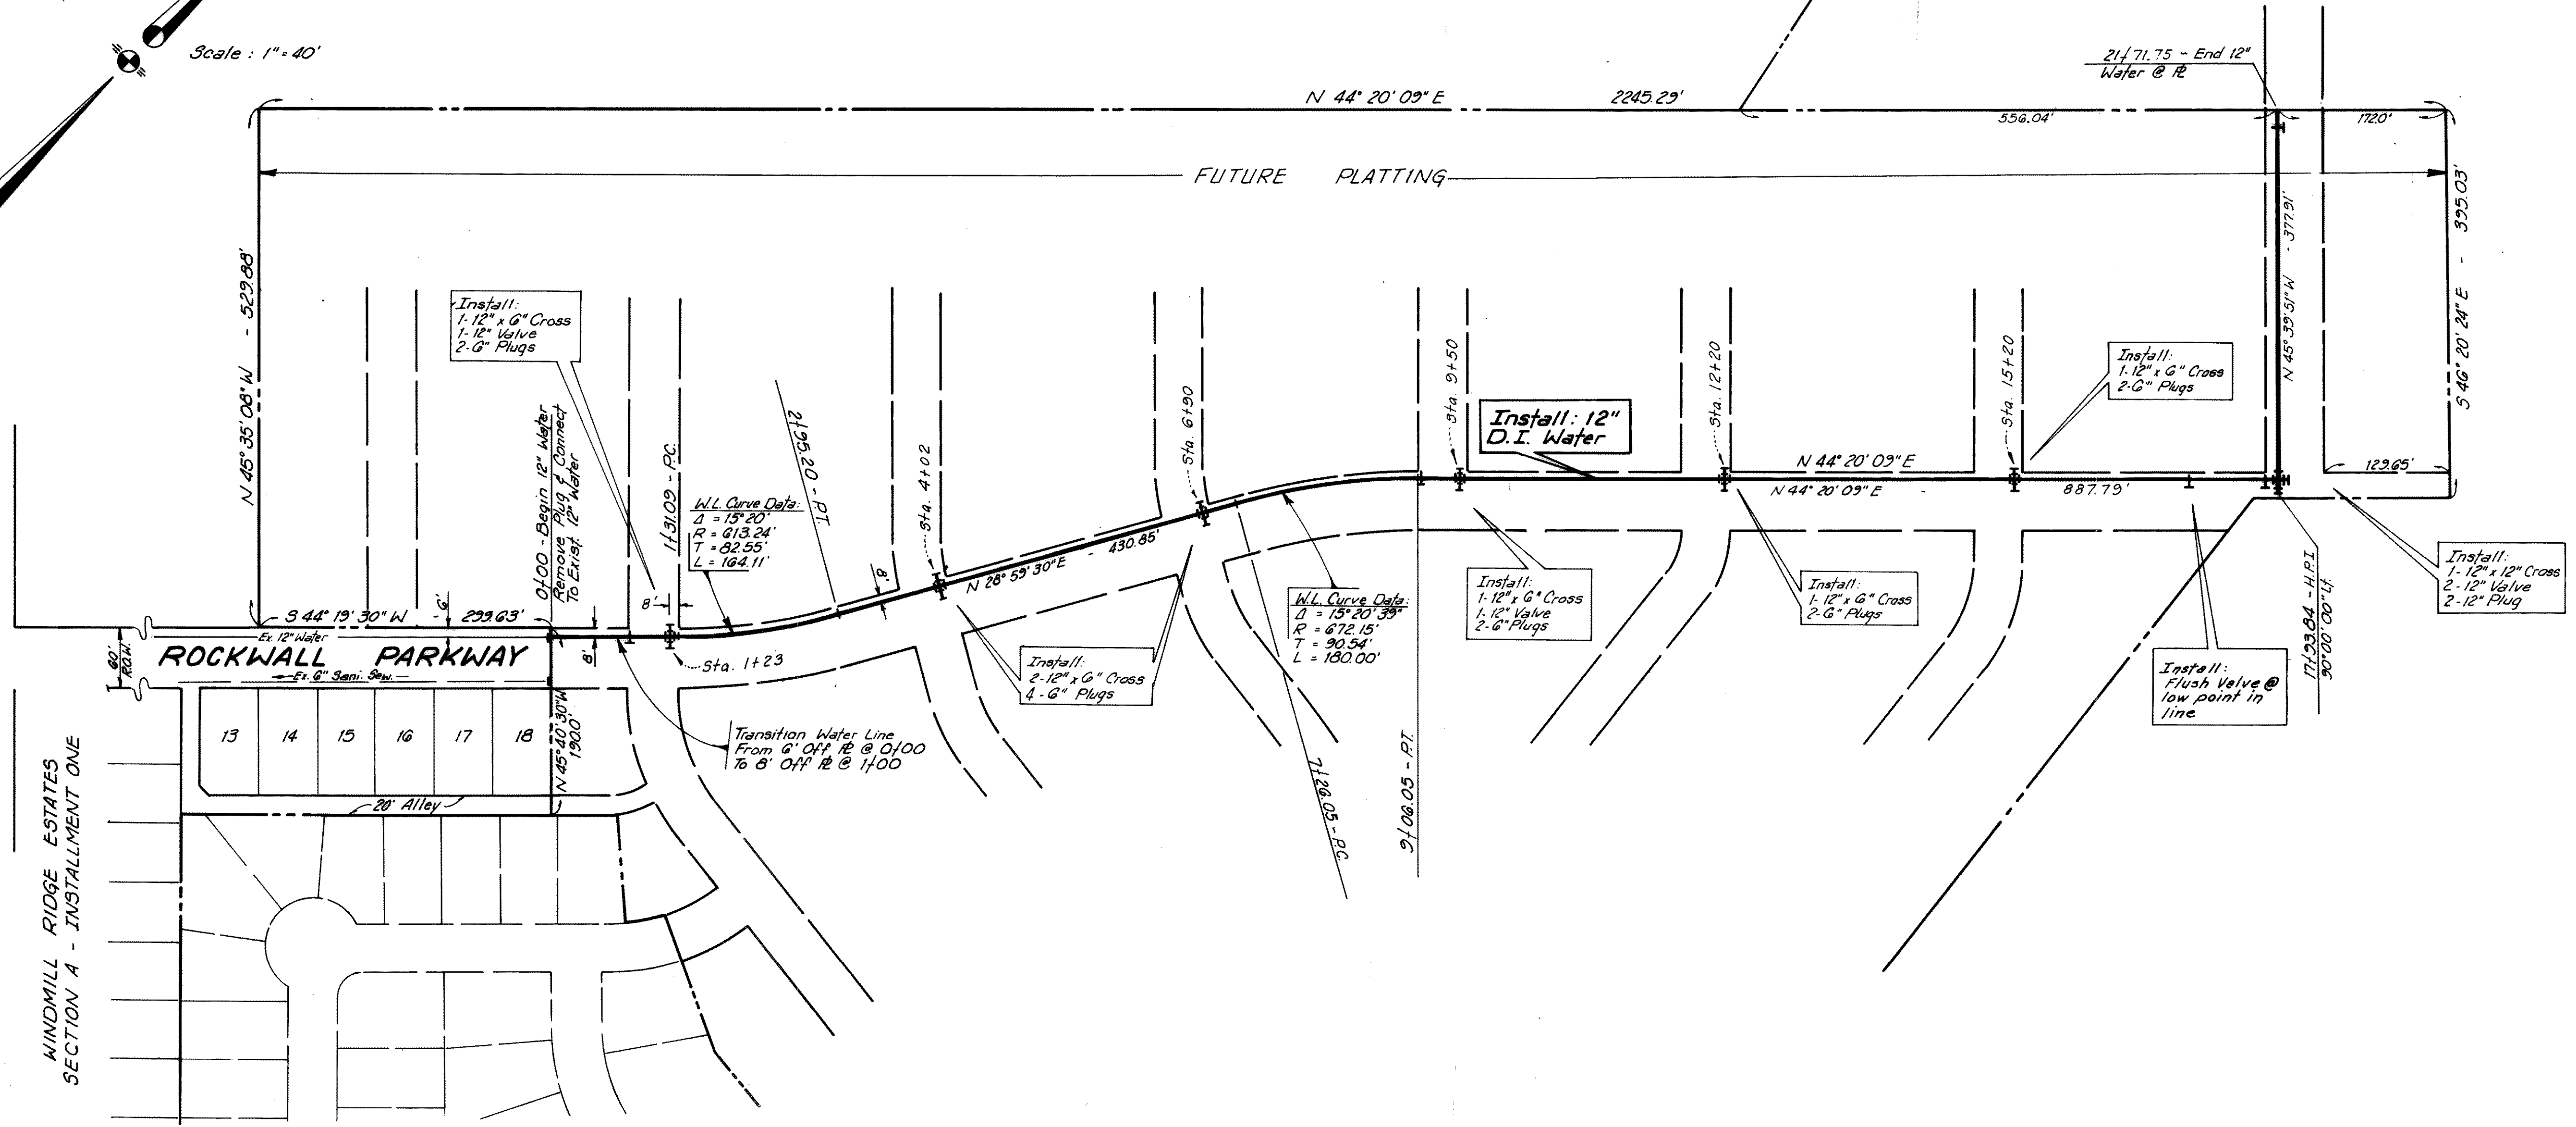 Scale : 1" = 40'
21+71.75 - End 12"
Water @ ℙL
N 44° 20' 09" E
2245.29'
556.04'
172.0'
FUTURE PLATTING
N 45° 35' 08" W - 529.88'
N 45° 39' 51" W - 377.91'
S 46° 20' 24" E - 395.03'
Install:
1- 12" x 6" Cross
1- 12" Valve
2-6" Plugs
0+00 - Begin 12" Water
Remove Plug & Connect
To Exist. 12" Water
1+31.09 - P.C.
2+95.20 - P.T.
W.L. Curve Data:
Δ = 15° 20'
R = 613.24'
T = 82.55'
L = 164.11'
Sta. 4+02
Sta. 6+90
Sta. 9+50
Install: 12"
D.I. Water
Sta. 12+20
Sta. 15+20
Install:
1- 12" x 6" Cross
2-6" Plugs
N 44° 20' 09" E
N 44° 20' 09" E
887.79'
129.65'
N 28° 59' 30" E - 430.85'
8'
8'
8'
6'
S 44° 19' 30" W - 299.63'
Ex. 12" Water
ROCKWALL PARKWAY
Ex. 6" Sani. Sew.
60'
R.O.W.
Sta. 1+23
Install:
2-12" x 6" Cross
4-6" Plugs
W.L. Curve Data:
Δ = 15° 20' 39"
R = 672.15'
T = 90.54'
L = 180.00'
Install:
1- 12" x 6" Cross
1- 12" Valve
2-6" Plugs
Install:
1- 12" x 6" Cross
2-6" Plugs
Install:
1- 12" x 12" Cross
2- 12" Valve
2- 12" Plug
Install:
Flush Valve @
low point in
line
17+93.84 - H.P.I.
90° 00' 00" Lt.
7+26.05 - P.C.
9+06.05 - P.T.
Transition Water Line
From 6' Off ℙL @ 0+00
To 8' Off ℙL @ 1+00
13
14
15
16
17
18
N 45° 40' 30" W
190.0'
20' Alley
WINDMILL RIDGE ESTATES
SECTION A - INSTALLMENT ONE